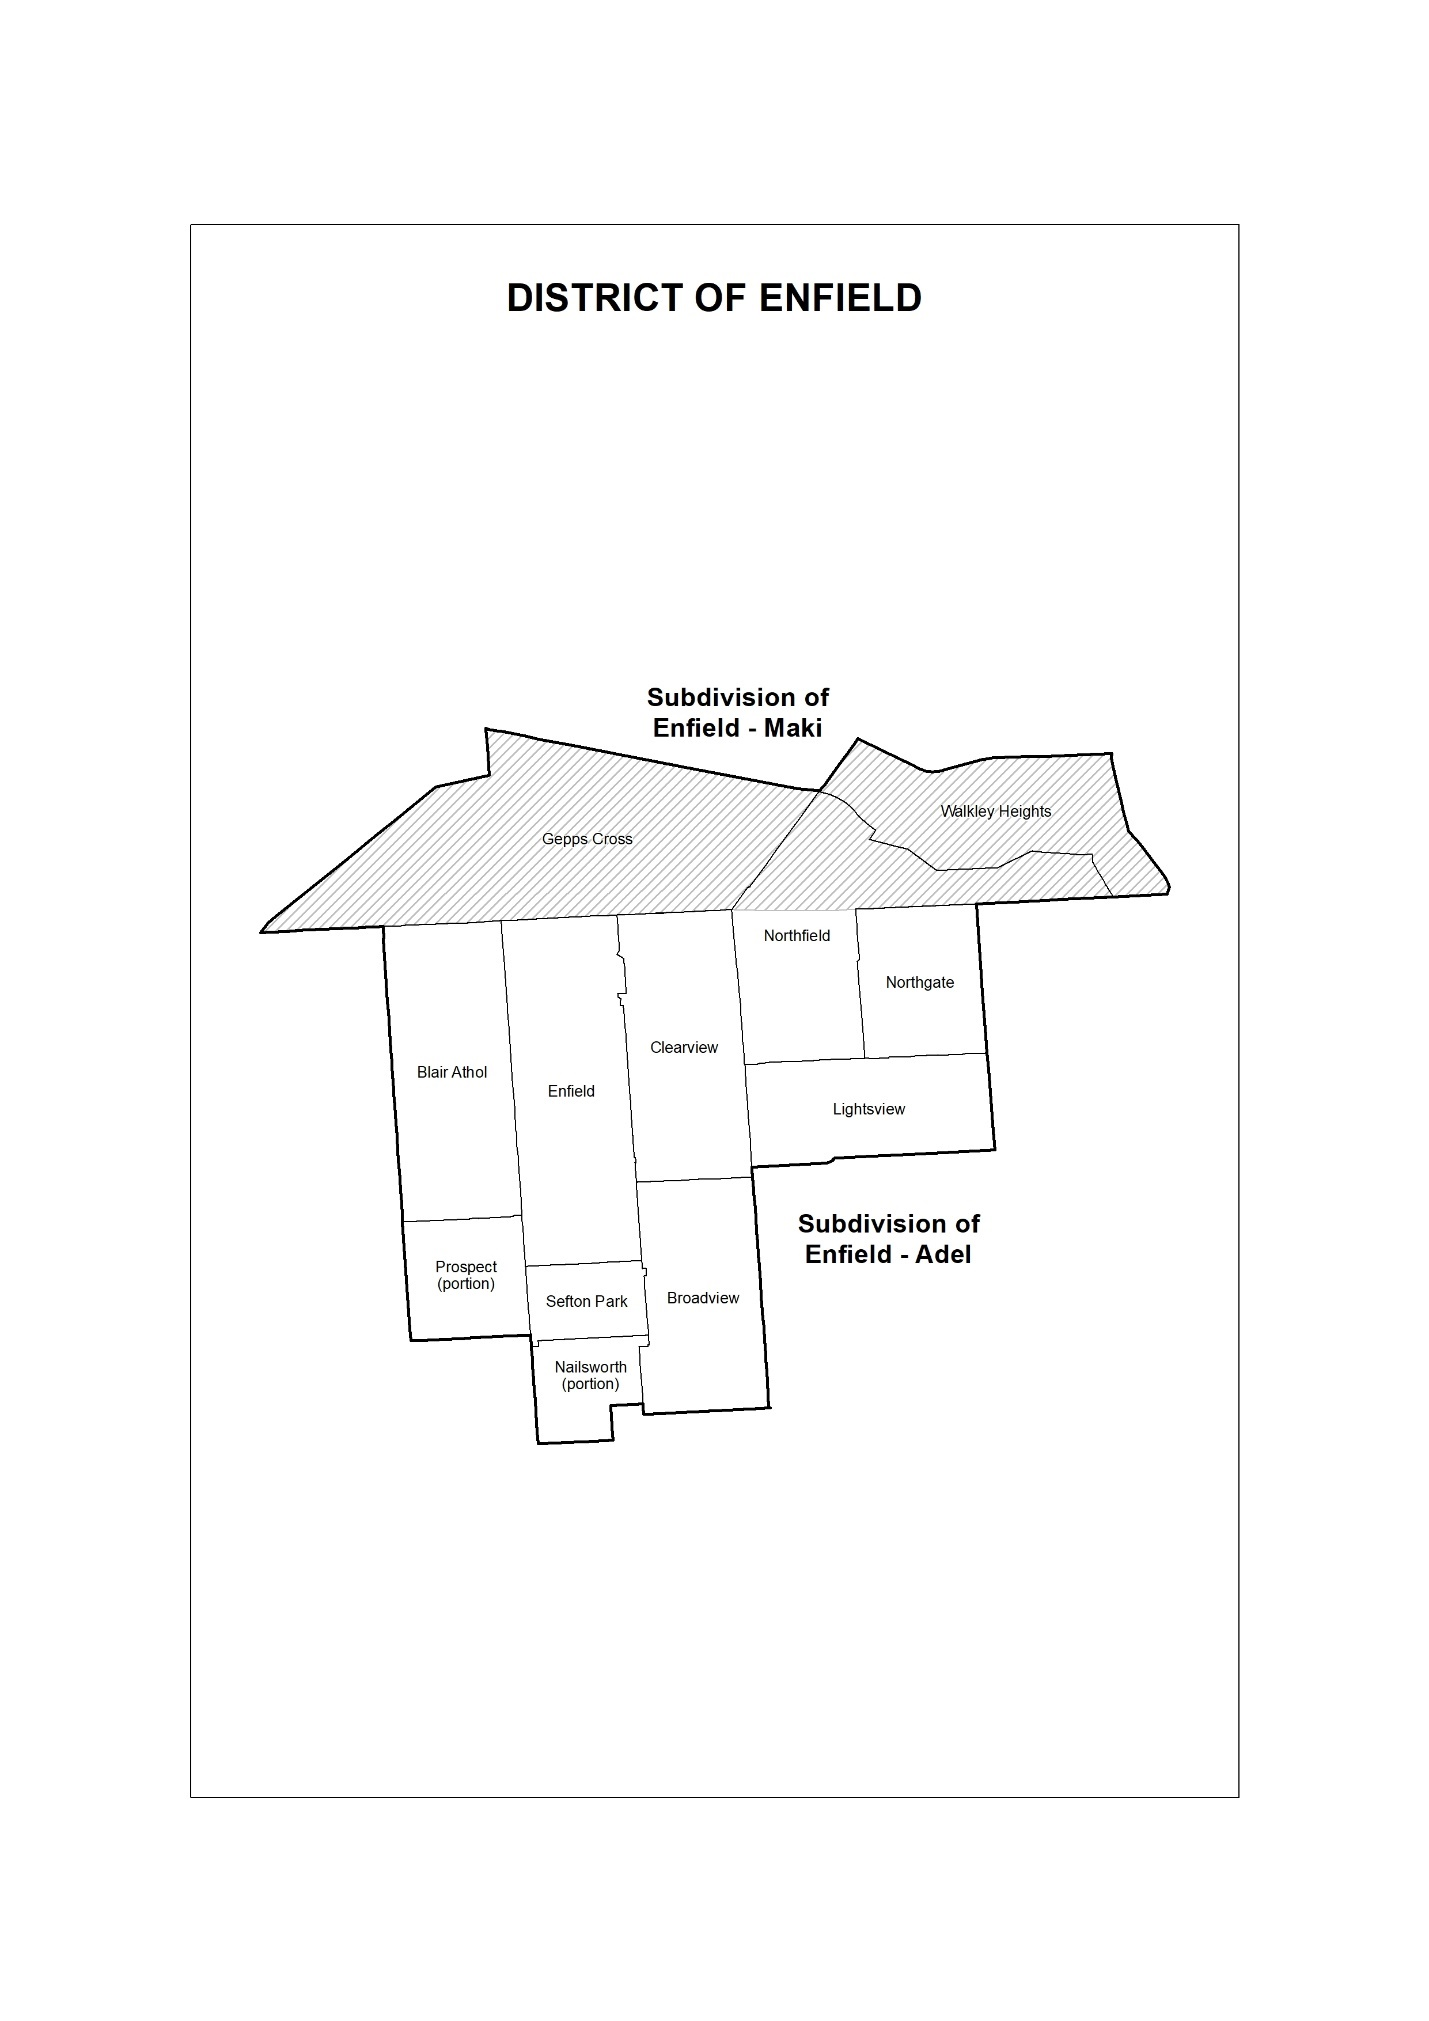 DISTRICT OF ENFIELD
Subdivision of
Enfield - Maki
Walkley Heights
Gepps Cross
Northfield
Northgate
Clearview
Blair Athol
Enfield
Lightsview
Subdivision of
Enfield - Adel
Prospect
(portion)
Sefton Park
Broadview
Nailsworth
(portion)